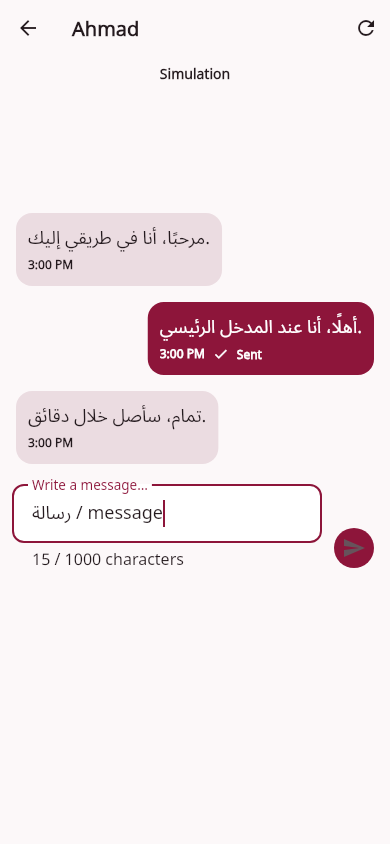 Ahmad
Simulation
مرحبًا، أنا في طريقي إليك.
3:00 PM
أهلًا، أنا عند المدخل الرئيسي.
3:00 PM Sent
تمام، سأصل خلال دقائق.
3:00 PM
Write a message...
رسالة / message
15 / 1000 characters